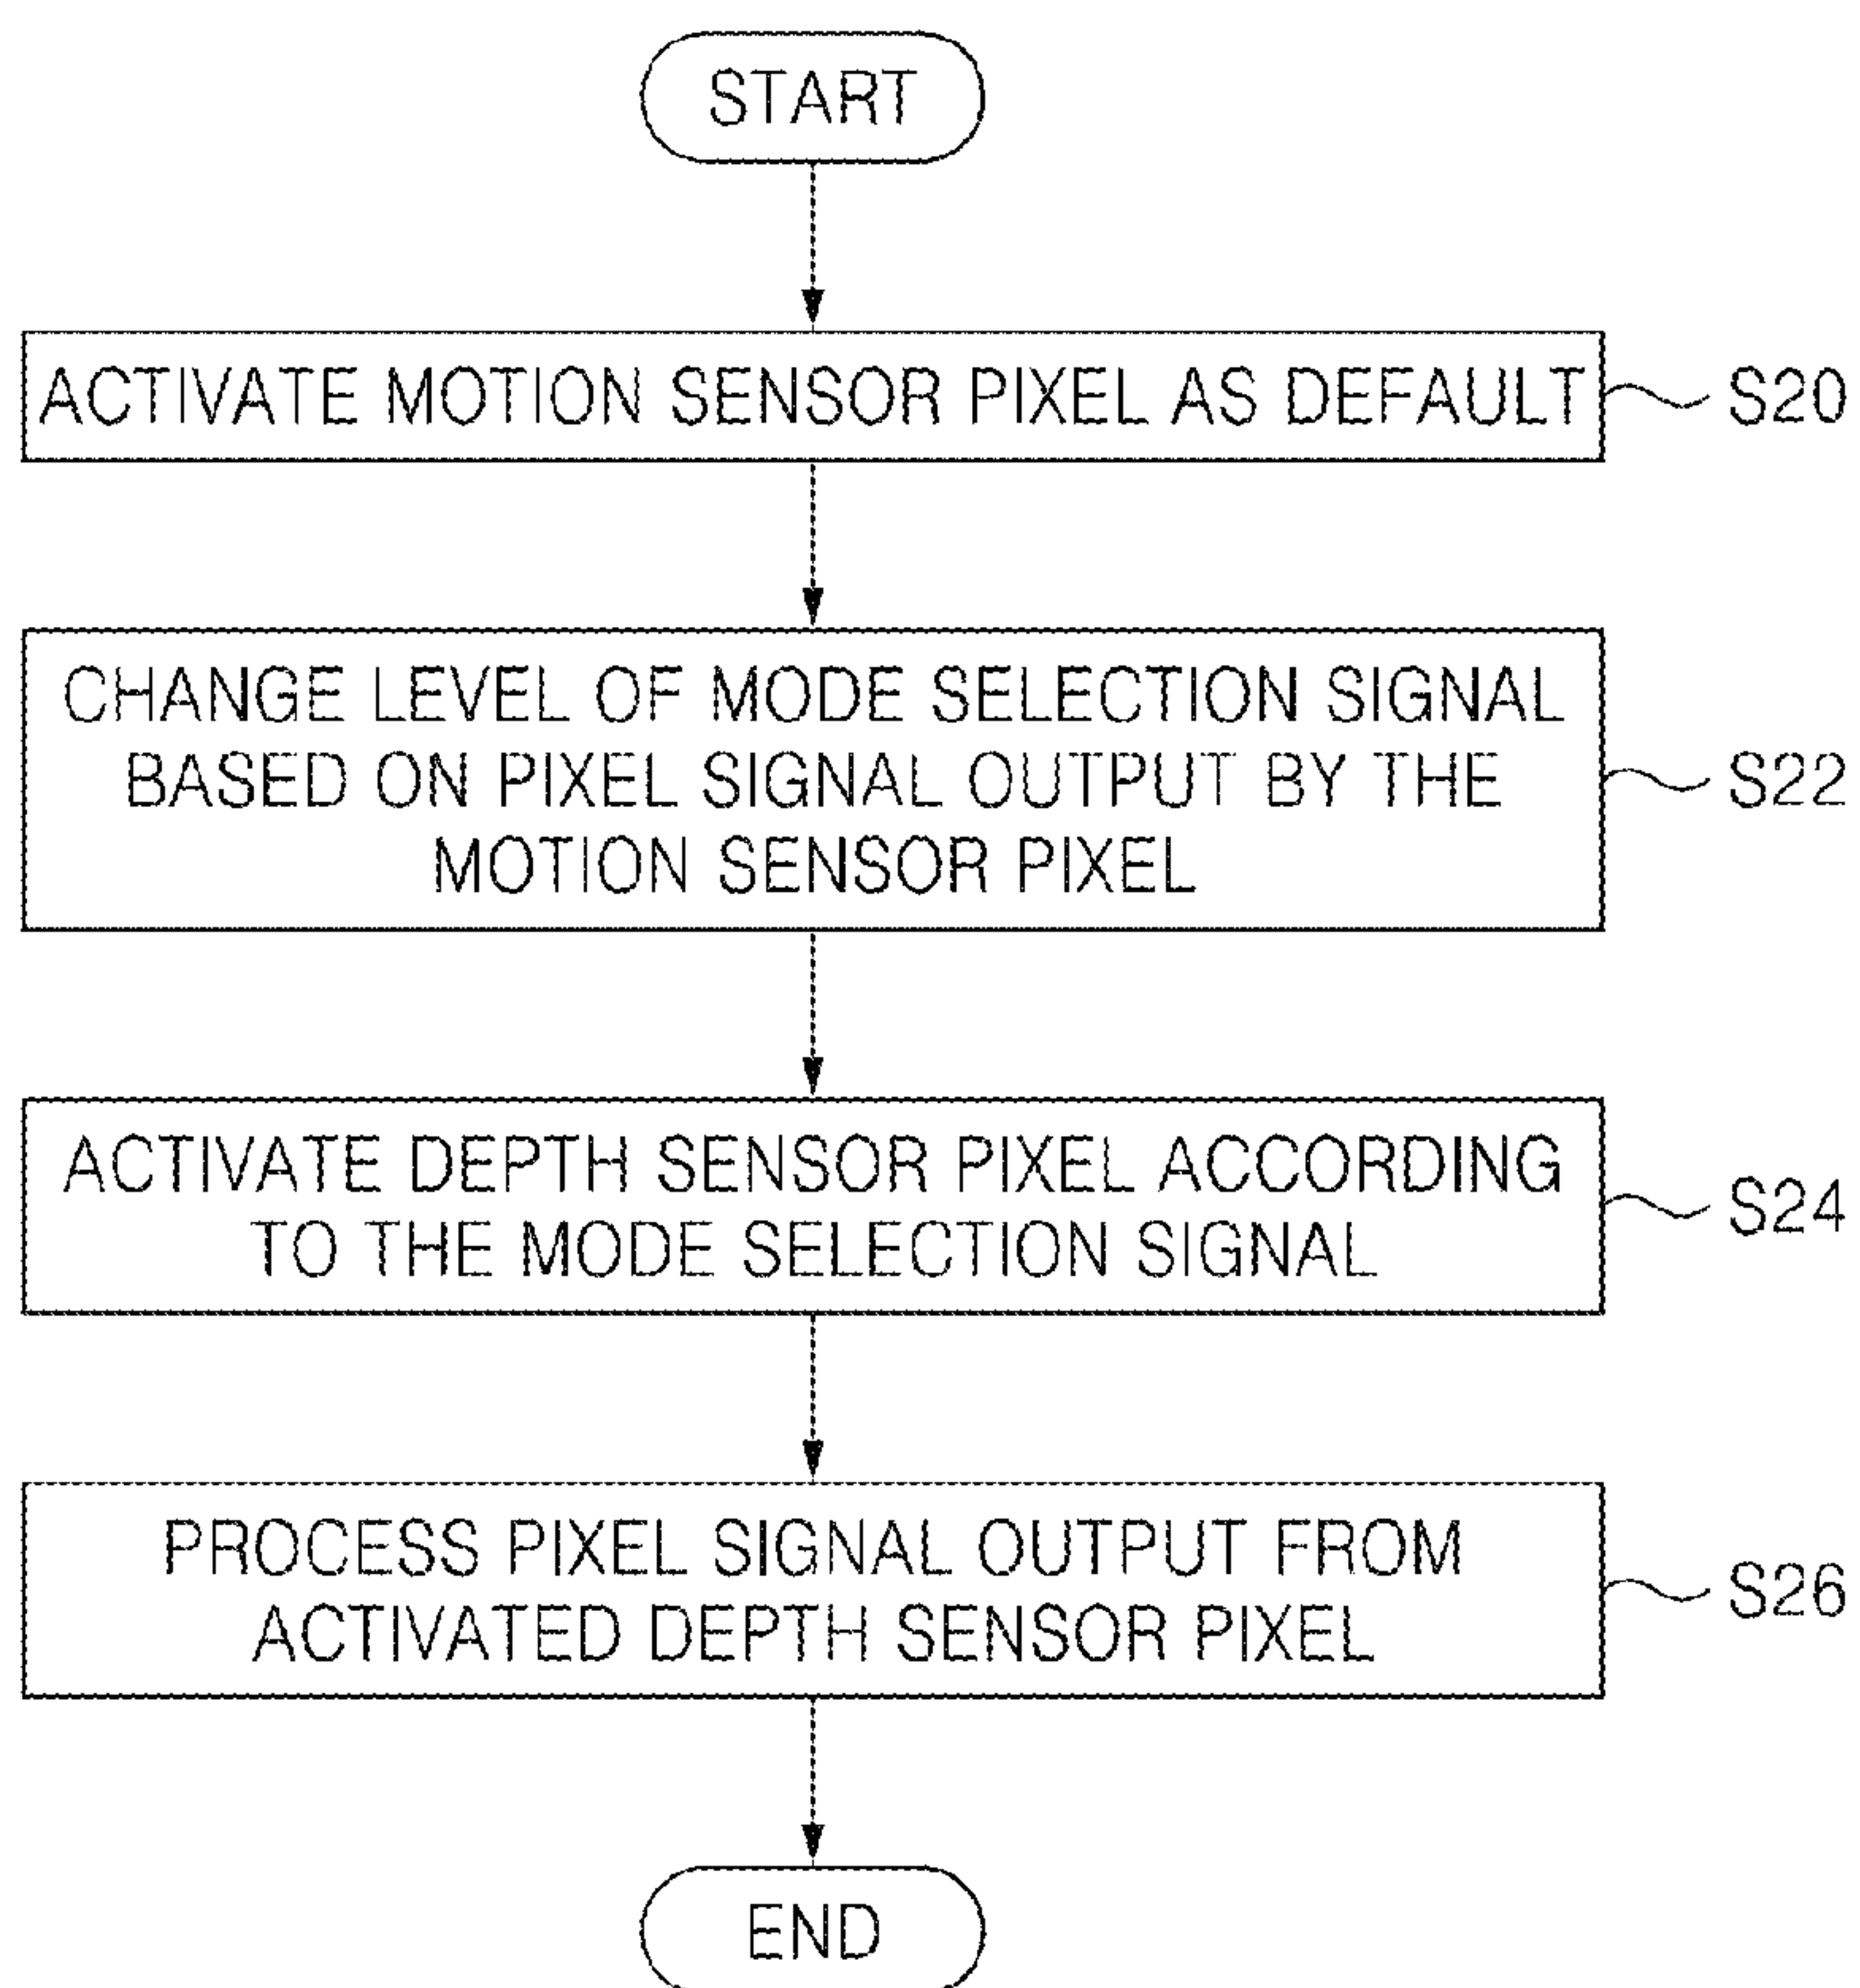 START
ACTIVATE MOTION SENSOR PIXEL AS DEFAULT
S20
CHANGE LEVEL OF MODE SELECTION SIGNAL
BASED ON PIXEL SIGNAL OUTPUT BY THE
MOTION SENSOR PIXEL
S22
ACTIVATE DEPTH SENSOR PIXEL ACCORDING
TO THE MODE SELECTION SIGNAL
S24
PROCESS PIXEL SIGNAL OUTPUT FROM
ACTIVATED DEPTH SENSOR PIXEL
S26
END